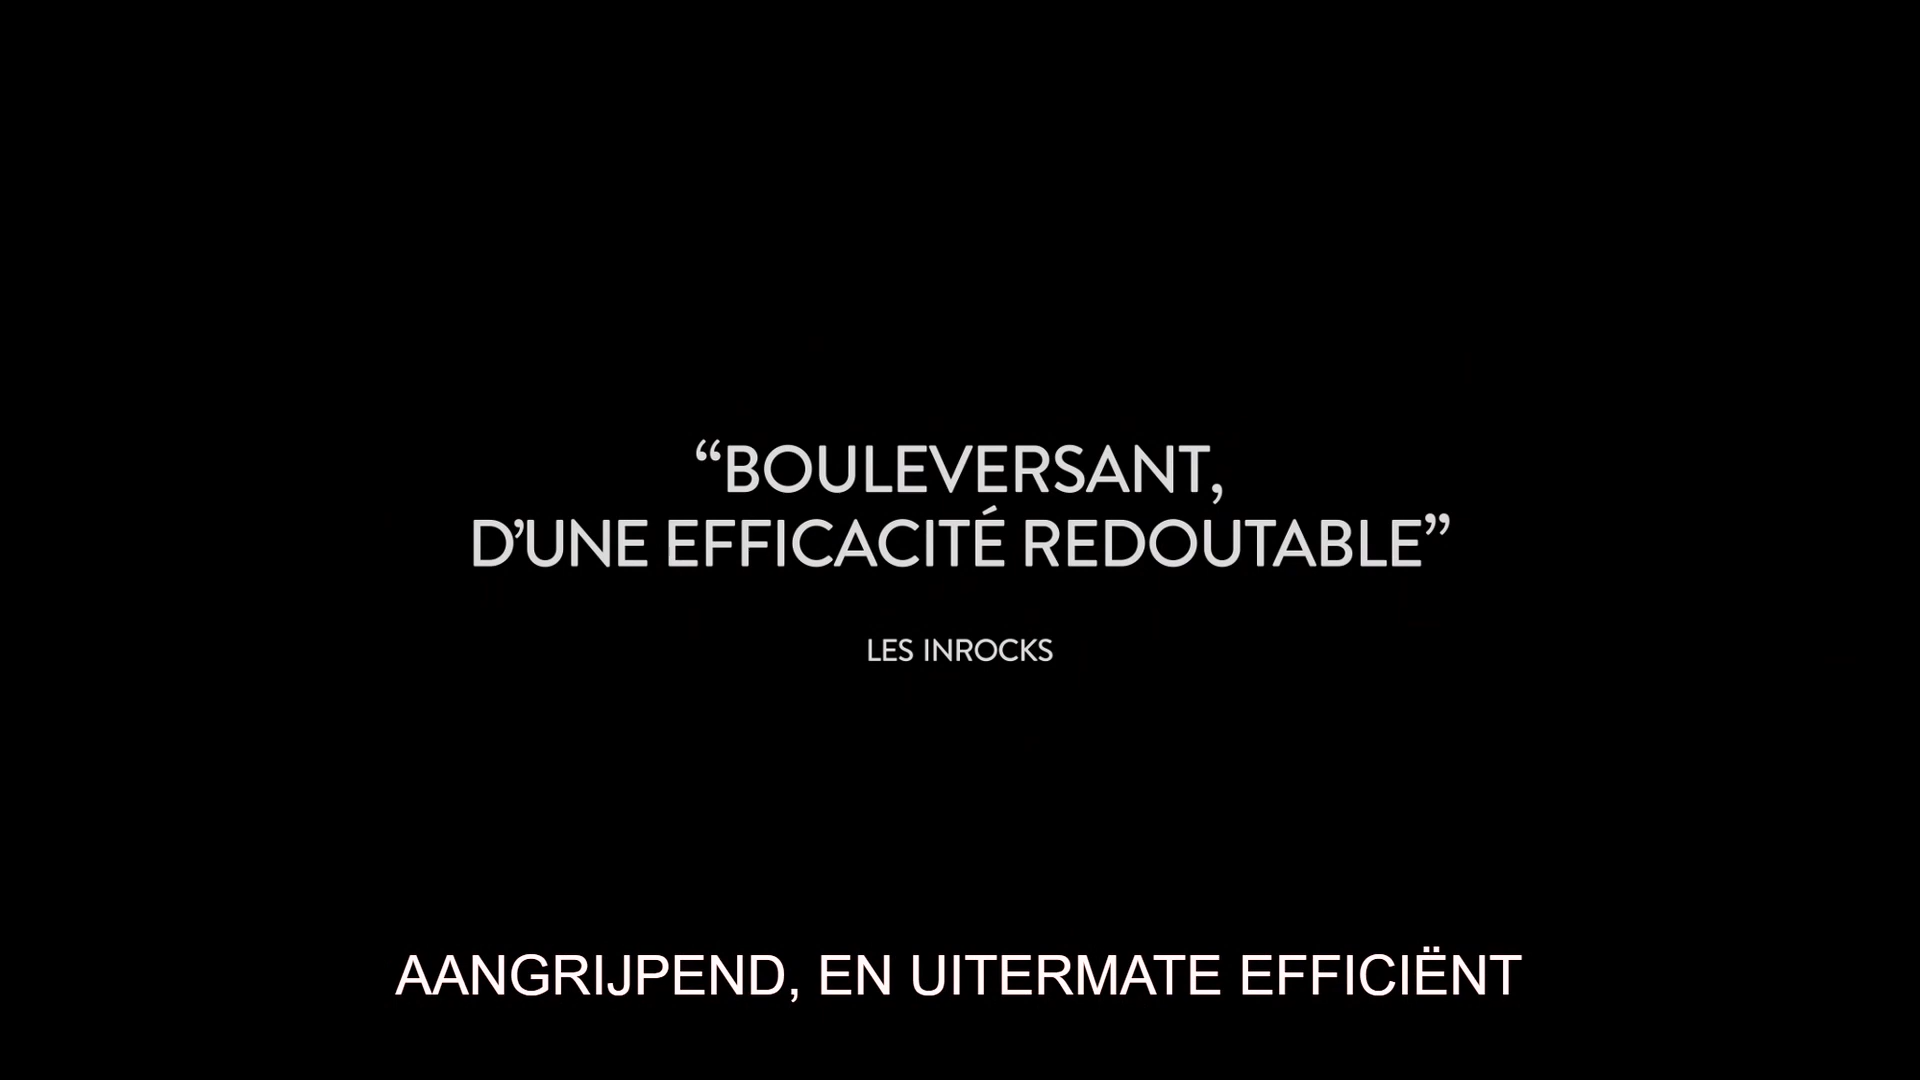 “BOULEVERSANT,
D’UNE EFFICACITÉ REDOUTABLE”
LES INROCKS
AANGRIJPEND, EN UITERMATE EFFICIËNT